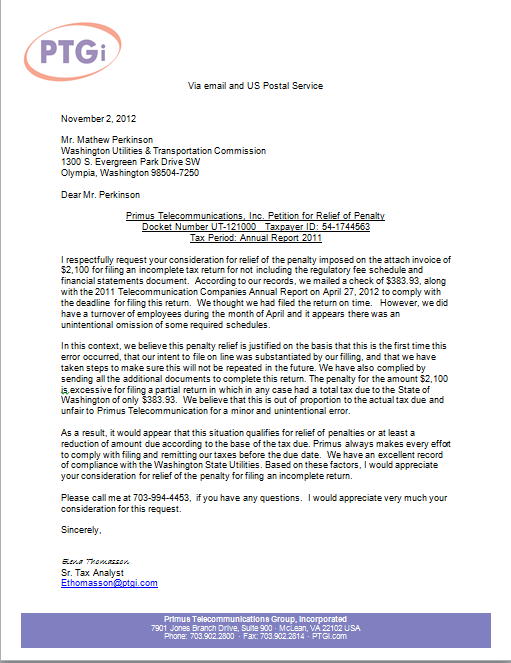 PTGi
Via email and US Postal Service
November 2, 2012
Mr. Mathew Perkinson
Washington Utilities & Transportation Commission
1300 S. Evergreen Park Drive SW
Olympia, Washington 98504-7250
Dear Mr. Perkinson
Primus Telecommunications, Inc. Petition for Relief of Penalty
Docket Number UT-121000 Taxpayer ID: 54-1744563
Tax Period: Annual Report 2011
I respectfully request your consideration for relief of the penalty imposed on the attach invoice of
$2,100 for filing an incomplete tax return for not including the regulatory fee schedule and
financial statements document. According to our records, we mailed a check of $383.93, along
with the 2011 Telecommunication Companies Annual Report on April 27, 2012 to comply with
the deadline for filing this return. We thought we had filed the return on time. However, we did
have a turnover of employees during the month of April and it appears there was an
unintentional omission of some required schedules.
In this context, we believe this penalty relief is justified on the basis that this is the first time this
error occurred, that our intent to file on line was substantiated by our filling, and that we have
taken steps to make sure this will not be repeated in the future. We have also complied by
sending all the additional documents to complete this return. The penalty for the amount $2,100
is excessive for filing a partial return in which in any case had a total tax due to the State of
Washington of only $383.93. We believe that this is out of proportion to the actual tax due and
unfair to Primus Telecommunication for a minor and unintentional error.
As a result, it would appear that this situation qualifies for relief of penalties or at least a
reduction of amount due according to the base of the tax due. Primus always makes every effort
to comply with filing and remitting our taxes before the due date. We have an excellent record
of compliance with the Washington State Utilities. Based on these factors, I would appreciate
your consideration for relief of the penalty for filing an incomplete return.
Please call me at 703-994-4453, if you have any questions. I would appreciate very much your
consideration for this request.
Sincerely,
Elena Thomasson
Sr. Tax Analyst
Ethomasson@ptgi.com
Primus Telecommunications Group, Incorporated
7901 Jones Branch Drive, Suite 900 · McLean, VA 22102 USA
Phone: 703.902.2800 · Fax: 703.902.2814 · PTGi.com